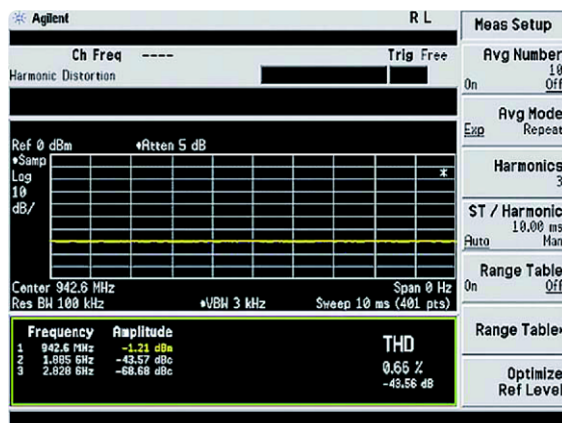 Agilent R L
Ch Freq ---- Trig Free
Harmonic Distortion
Ref 0 dBm ◆Atten 5 dB
◆Samp
Log
10
dB/
*
Center 942.6 MHz Span 0 Hz
Res BW 100 kHz ◆VBW 3 kHz Sweep 10 ms (401 pts)
Frequency Amplitude
1 942.6 MHz -1.21 dBm
2 1.885 GHz -43.57 dBc
3 2.828 GHz -68.68 dBc
THD
0.66 %
-43.56 dB
Meas Setup
Avg Number
10
On Off
Avg Mode
Exp Repeat
Harmonics
3
ST / Harmonic
10.00 ms
Auto Man
Range Table
On Off
Range Table▸
Optimize
Ref Level